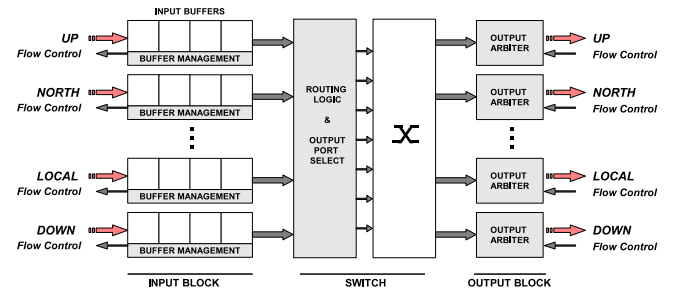 INPUT BUFFERS
UP
Flow Control
BUFFER MANAGEMENT
OUTPUT
ARBITER
UP
Flow Control
NORTH
Flow Control
BUFFER MANAGEMENT
ROUTING
LOGIC
&
OUTPUT
PORT
SELECT
OUTPUT
ARBITER
NORTH
Flow Control
LOCAL
Flow Control
BUFFER MANAGEMENT
OUTPUT
ARBITER
LOCAL
Flow Control
DOWN
Flow Control
BUFFER MANAGEMENT
OUTPUT
ARBITER
DOWN
Flow Control
INPUT BLOCK
SWITCH
OUTPUT BLOCK